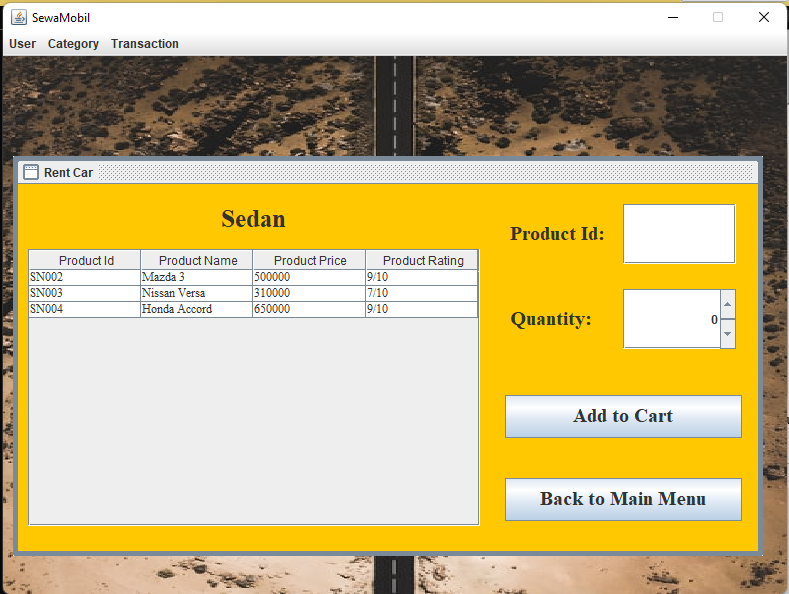 SewaMobil
User Category Transaction
Rent Car
Sedan
Product Id Product Name Product Price Product Rating
SN002 Mazda 3 500000 9/10
SN003 Nissan Versa 310000 7/10
SN004 Honda Accord 650000 9/10
Product Id:
Quantity: 0
Add to Cart
Back to Main Menu